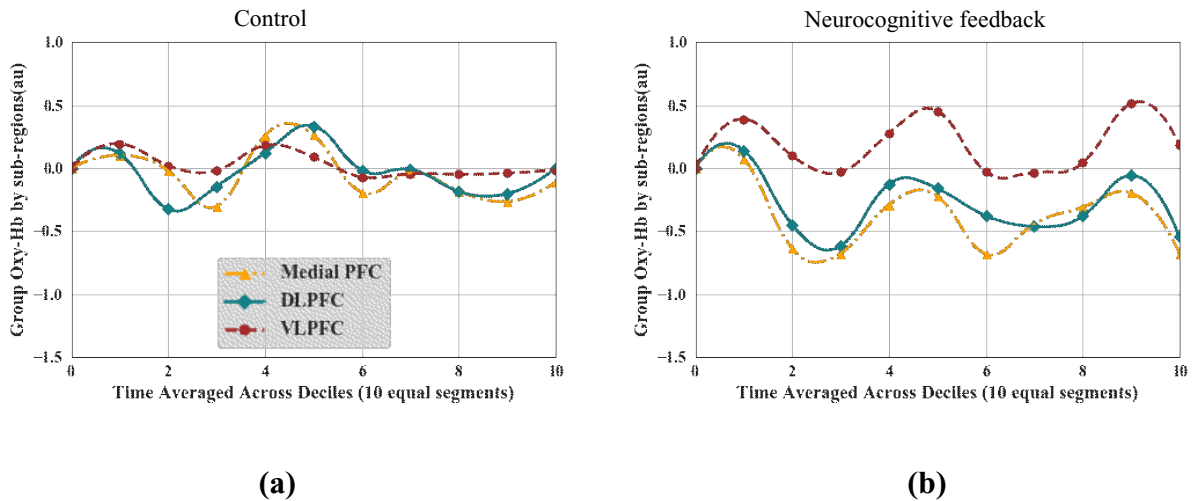 Control
Neurocognitive feedback
1.0
0.5
0.0
−0.5
−1.0
−1.5
Group Oxy-Hb by sub-regions(au)
Medial PFC
DLPFC
VLPFC
0 2 4 6 8 10
Time Averaged Across Deciles (10 equal segments)
1.0
0.5
0.0
−0.5
−1.0
−1.5
Group Oxy-Hb by sub-regions(au)
0 2 4 6 8 10
Time Averaged Across Deciles (10 equal segments)
(a)
(b)